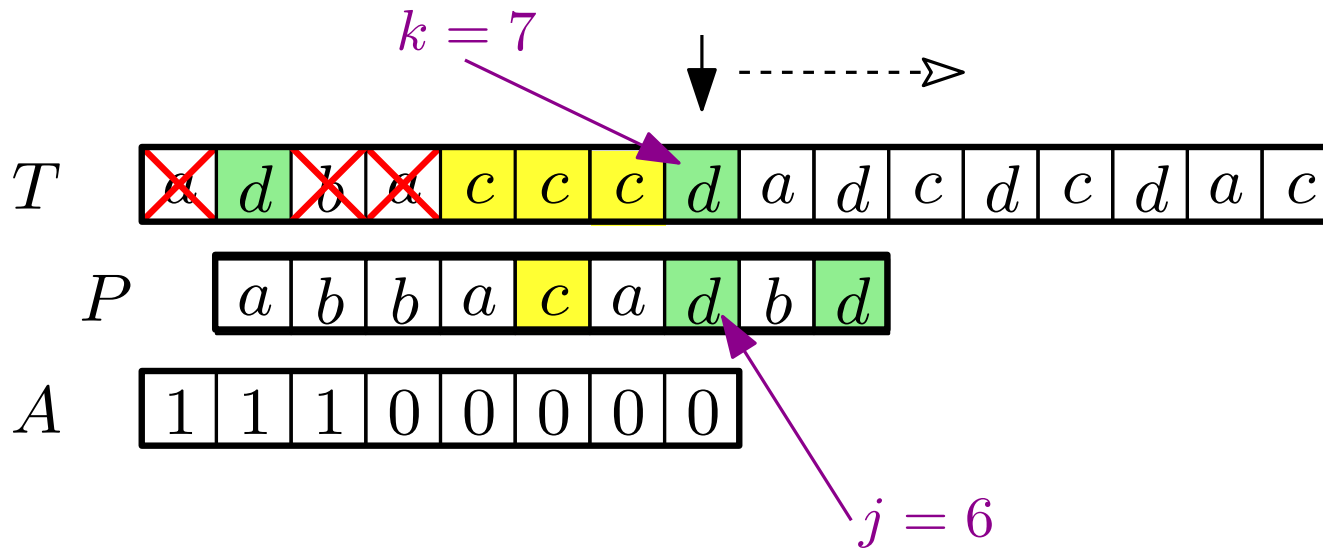 k = 7
T a d b a c c c d a d c d c d a c
P a b b a c a d b d
A 1 1 1 0 0 0 0 0
j = 6